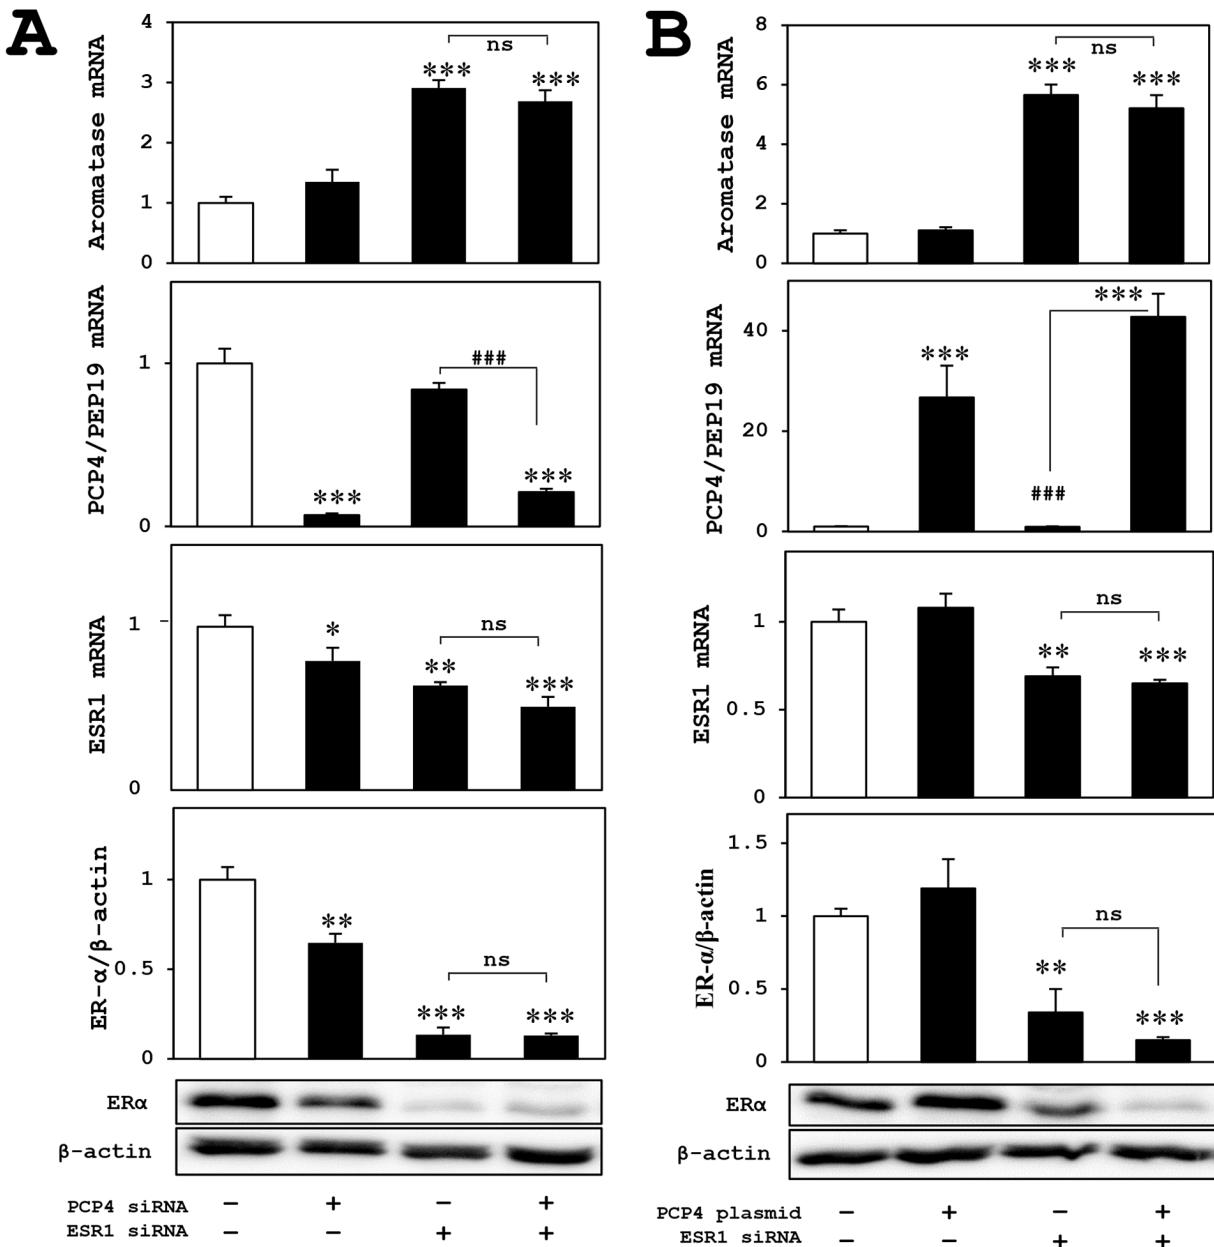 A
Aromatase mRNA
4
3
2
1
0
ns
***
***
PCP4/PEP19 mRNA
1
0
###
***
***
ESR1 mRNA
1
0
*
ns
**
***
ER-α/β-actin
1
0.5
0
**
ns
***
***
ERα
β-actin
PCP4 siRNA – + – +
ESR1 siRNA – – + +
B
Aromatase mRNA
8
6
4
2
0
ns
***
***
PCP4/PEP19 mRNA
40
20
0
***
***
###
ESR1 mRNA
1
0.5
0
ns
**
***
ER-α/β-actin
1.5
1
0.5
0
ns
**
***
ERα
β-actin
PCP4 plasmid – + – +
ESR1 siRNA – – + +